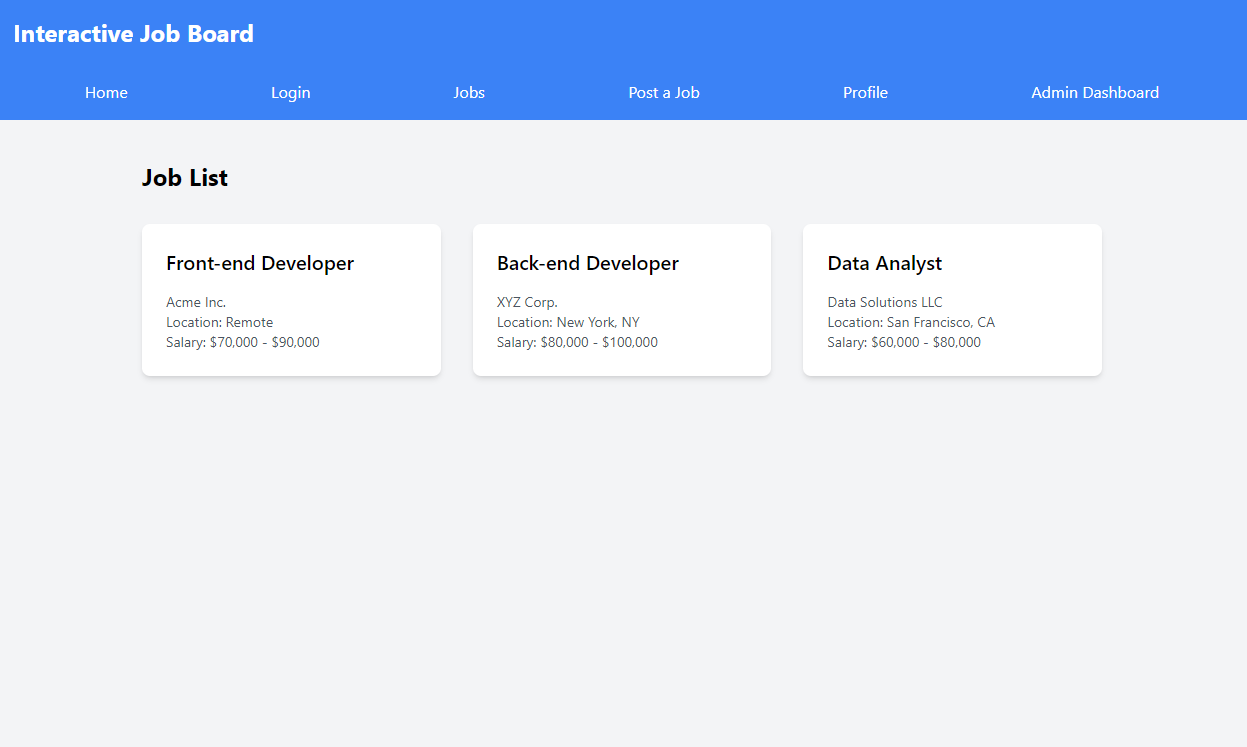 Interactive Job Board
Home Login Jobs Post a Job Profile Admin Dashboard
Job List
Front-end Developer
Acme Inc.
Location: Remote
Salary: $70,000 - $90,000
Back-end Developer
XYZ Corp.
Location: New York, NY
Salary: $80,000 - $100,000
Data Analyst
Data Solutions LLC
Location: San Francisco, CA
Salary: $60,000 - $80,000